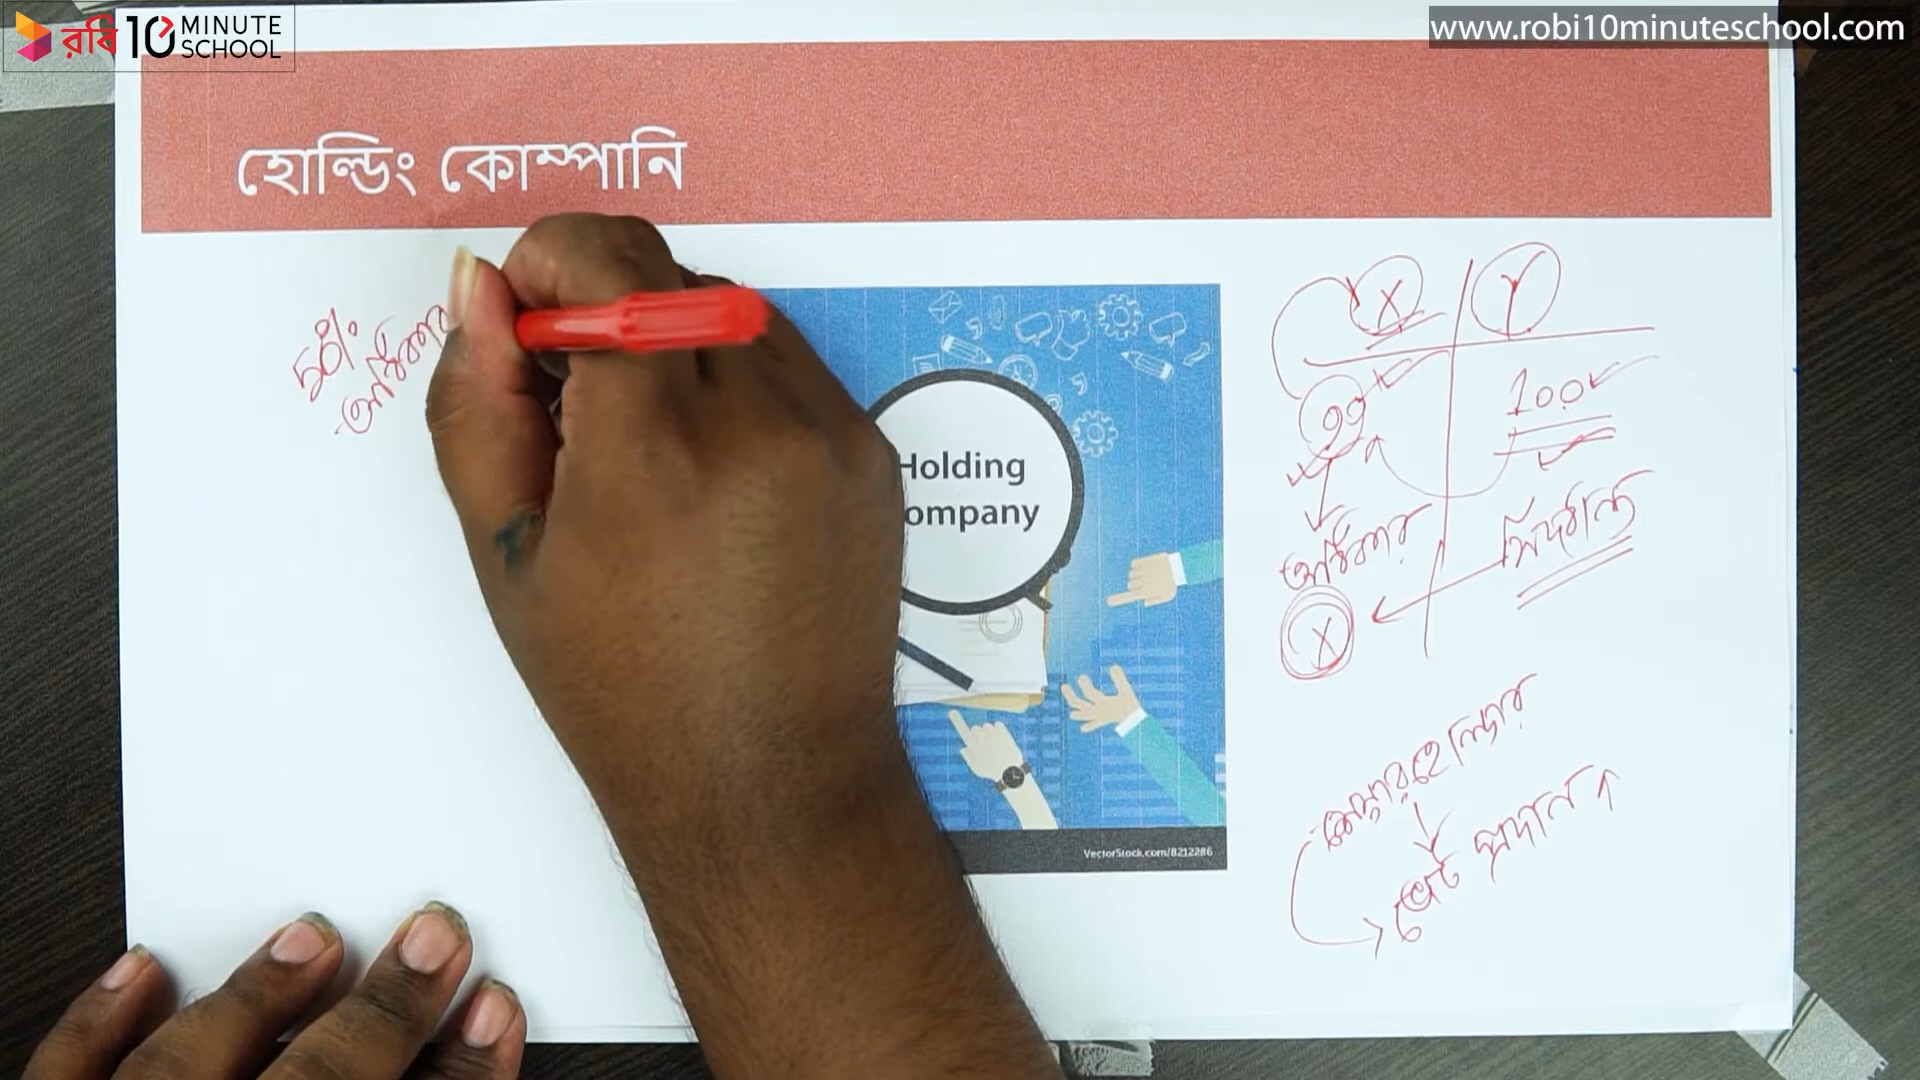 রবি 10 MINUTE SCHOOL
www.robi10minuteschool.com
হোল্ডিং কোম্পানি
50%
অধিকার
Holding
ompany
VectorStock.com/8212286
X Y
100
অধিকার
সিদ্ধান্ত
X
শেয়ারহোল্ডার
ভোট প্রদান